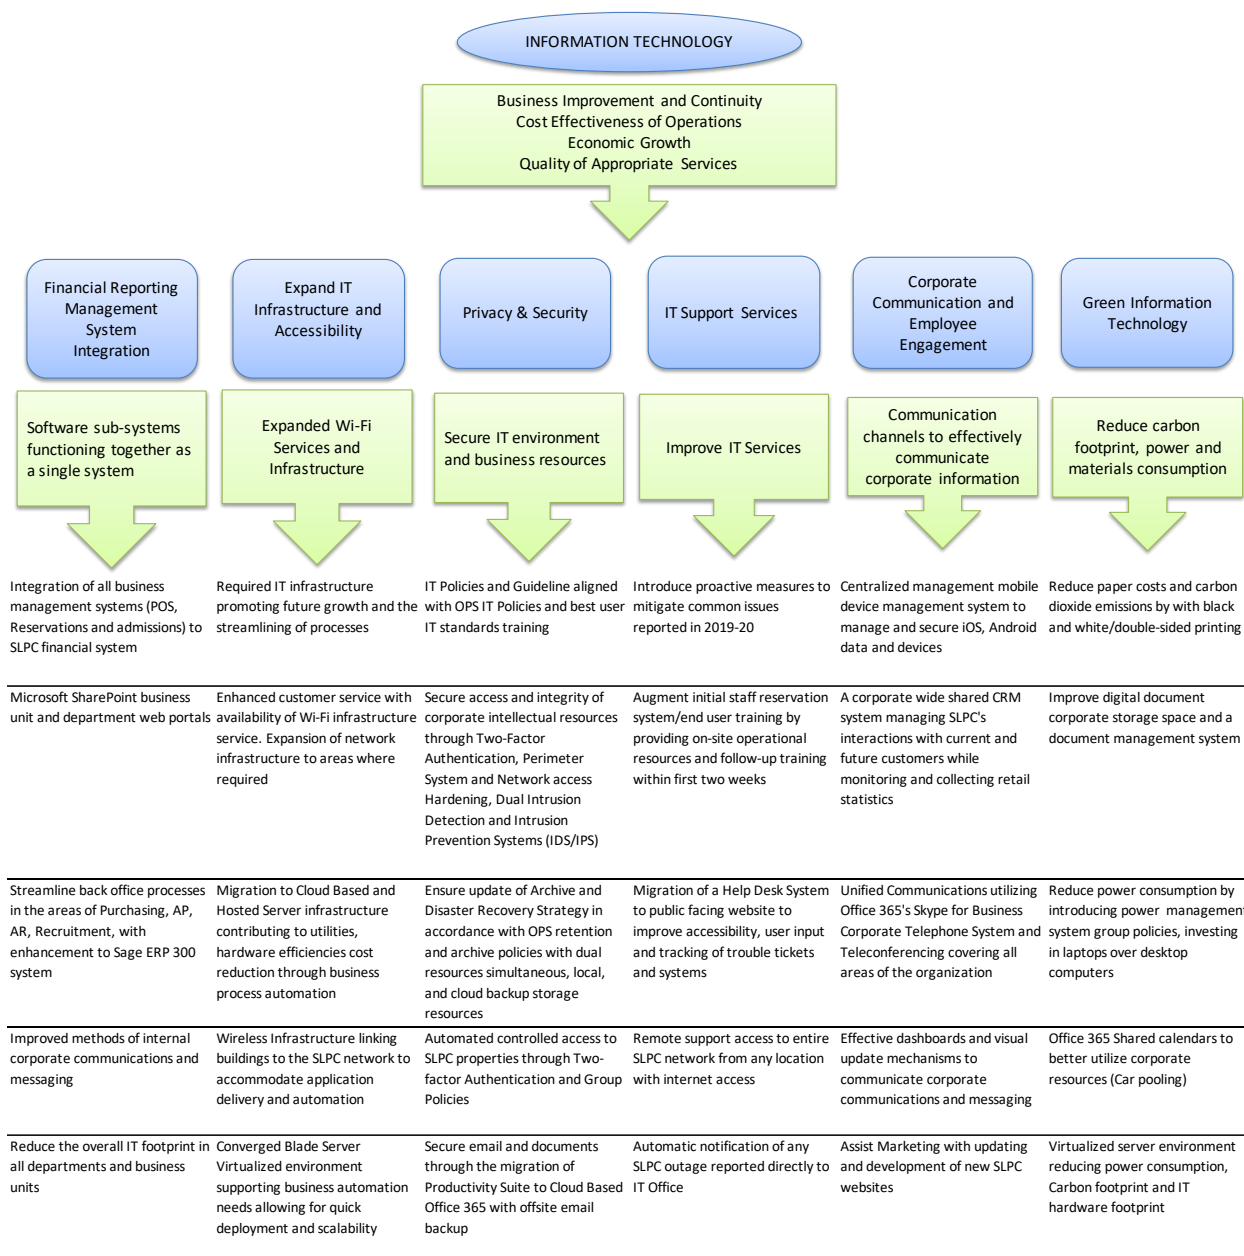 INFORMATION TECHNOLOGY
Business Improvement and Continuity
Cost Effectiveness of Operations
Economic Growth
Quality of Appropriate Services
Financial Reporting
Management
System
Integration
Expand IT
Infrastructure and
Accessibility
Privacy & Security
IT Support Services
Corporate
Communication and
Employee
Engagement
Green Information
Technology
Software sub-systems
functioning together as
a single system
Expanded Wi-Fi
Services and
Infrastructure
Secure IT environment
and business resources
Improve IT Services
Communication
channels to effectively
communicate
corporate information
Reduce carbon
footprint, power and
materials consumption
Integration of all business
management systems (POS,
Reservations and admissions) to
SLPC financial system
Required IT infrastructure
promoting future growth and the
streamlining of processes
IT Policies and Guideline aligned
with OPS IT Policies and best user
IT standards training
Introduce proactive measures to
mitigate common issues
reported in 2019-20
Centralized management mobile
device management system to
manage and secure iOS, Android
data and devices
Reduce paper costs and carbon
dioxide emissions by with black
and white/double-sided printing
Microsoft SharePoint business
unit and department web portals
Enhanced customer service with
availability of Wi-Fi infrastructure
service. Expansion of network
infrastructure to areas where
required
Secure access and integrity of
corporate intellectual resources
through Two-Factor
Authentication, Perimeter
System and Network access
Hardening, Dual Intrusion
Detection and Intrusion
Prevention Systems (IDS/IPS)
Augment initial staff reservation
system/end user training by
providing on-site operational
resources and follow-up training
within first two weeks
A corporate wide shared CRM
system managing SLPC's
interactions with current and
future customers while
monitoring and collecting retail
statistics
Improve digital document
corporate storage space and a
document management system
Streamline back office processes
in the areas of Purchasing, AP,
AR, Recruitment, with
enhancement to Sage ERP 300
system
Migration to Cloud Based and
Hosted Server infrastructure
contributing to utilities,
hardware efficiencies cost
reduction through business
process automation
Ensure update of Archive and
Disaster Recovery Strategy in
accordance with OPS retention
and archive policies with dual
resources simultaneous, local,
and cloud backup storage
resources
Migration of a Help Desk System
to public facing website to
improve accessibility, user input
and tracking of trouble tickets
and systems
Unified Communications utilizing
Office 365's Skype for Business
Corporate Telephone System and
Teleconferencing covering all
areas of the organization
Reduce power consumption by
introducing power management
system group policies, investing
in laptops over desktop
computers
Improved methods of internal
corporate communications and
messaging
Wireless Infrastructure linking
buildings to the SLPC network to
accommodate application
delivery and automation
Automated controlled access to
SLPC properties through Two-
factor Authentication and Group
Policies
Remote support access to entire
SLPC network from any location
with internet access
Effective dashboards and visual
update mechanisms to
communicate corporate
communications and messaging
Office 365 Shared calendars to
better utilize corporate
resources (Car pooling)
Reduce the overall IT footprint in
all departments and business
units
Converged Blade Server
Virtualized environment
supporting business automation
needs allowing for quick
deployment and scalability
Secure email and documents
through the migration of
Productivity Suite to Cloud Based
Office 365 with offsite email
backup
Automatic notification of any
SLPC outage reported directly to
IT Office
Assist Marketing with updating
and development of new SLPC
websites
Virtualized server environment
reducing power consumption,
Carbon footprint and IT
hardware footprint